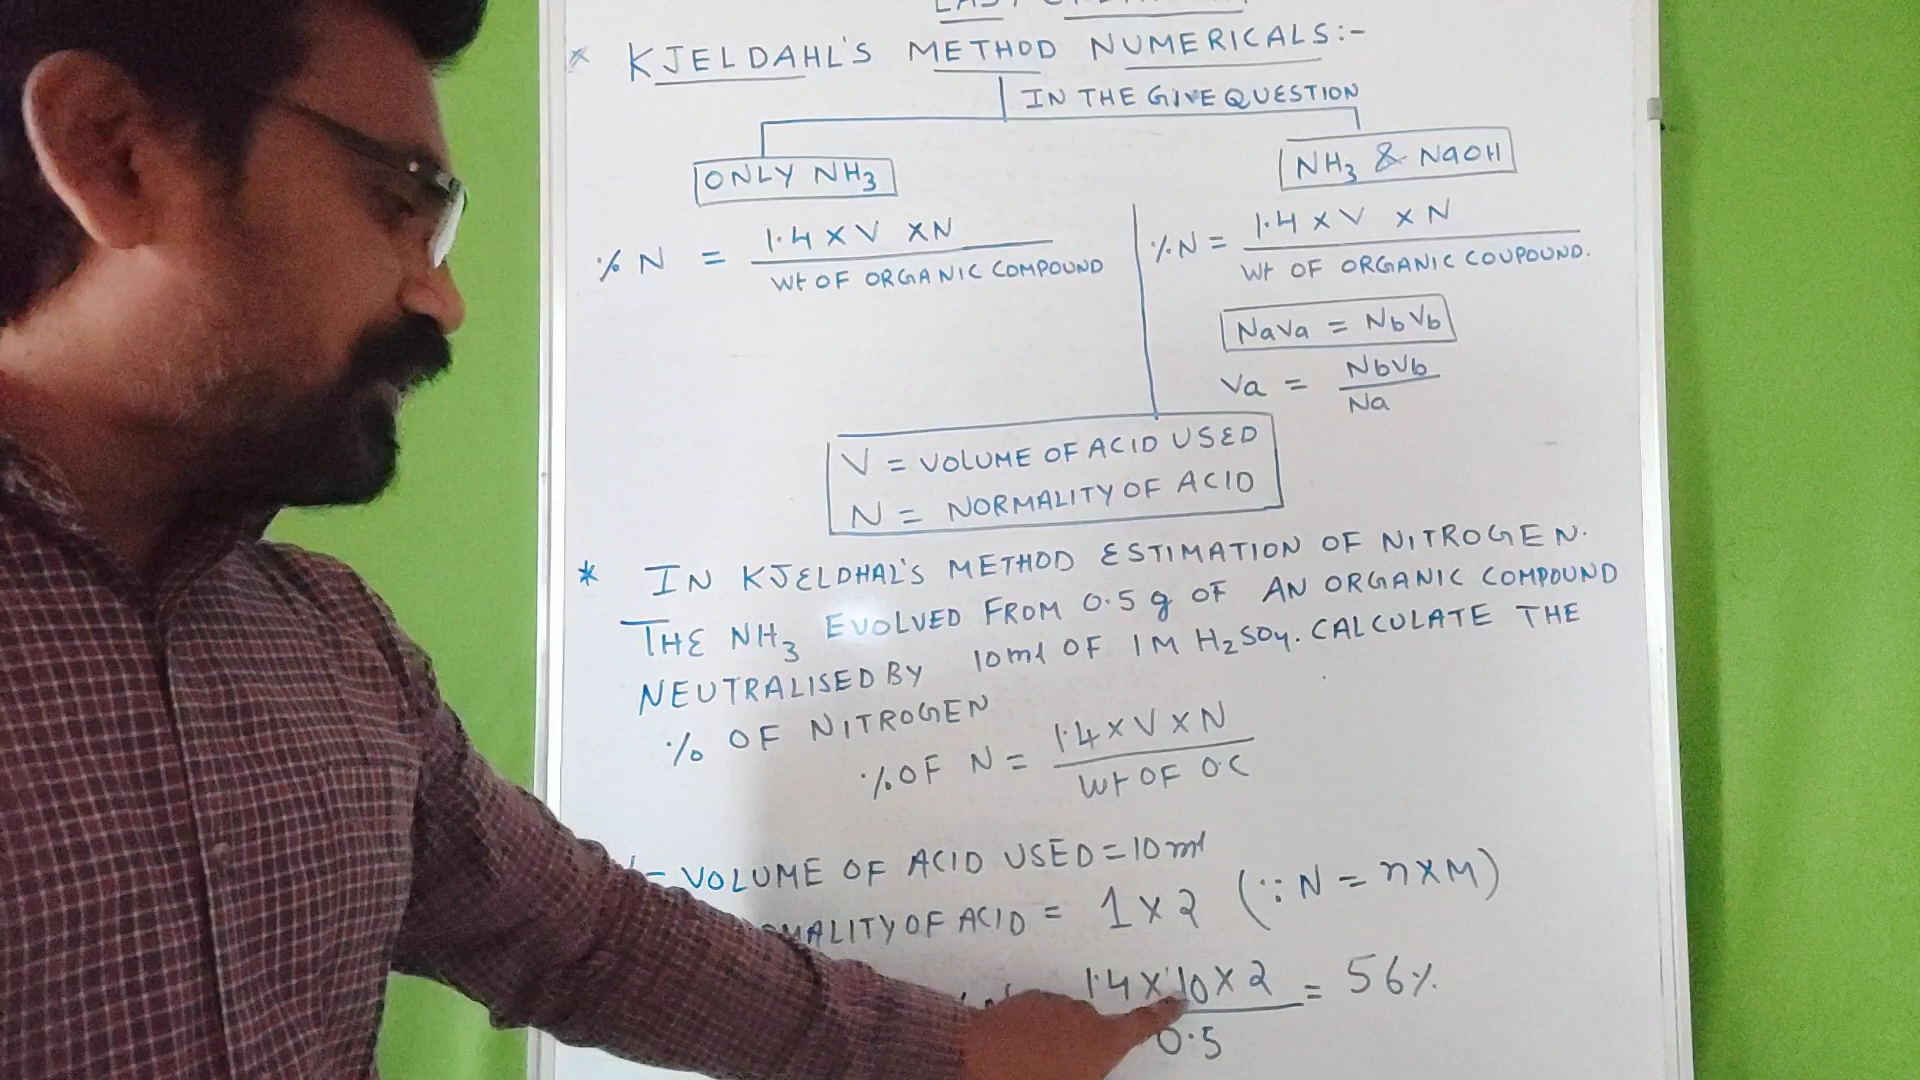 * KJELDAHL'S METHOD NUMERICALS:-
IN THE GIVE QUESTION
ONLY NH3
NH3 & NaOH
% N = 1.4 x V x N
Wt OF ORGANIC COMPOUND
% N = 1.4 x V x N
Wt OF ORGANIC COUPOUND.
NaVa = NbVb
Va = NbVb
Na
V = VOLUME OF ACID USED
N = NORMALITY OF ACID
* IN KJELDHAL'S METHOD ESTIMATION OF NITROGEN.
THE NH3 EVOLVED FROM 0.5 g OF AN ORGANIC COMPOUND
NEUTRALISED BY 10ml OF 1M H2SO4. CALCULATE THE
% OF NITROGEN
% OF N = 1.4 x V x N
Wt OF O.C
= VOLUME OF ACID USED = 10 ml
MALITY OF ACID = 1 x 2 (∵ N = n x M)
1.4 x 10 x 2 = 56%.
0.5